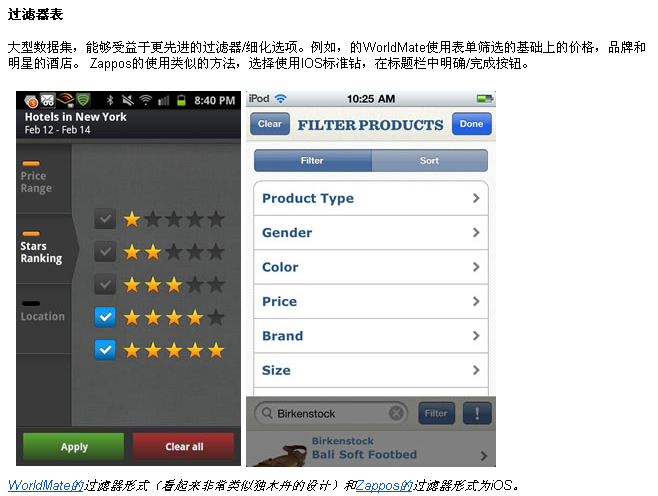 过滤器表
大型数据集，能够受益于更先进的过滤器/细化选项。例如，的WorldMate使用表单筛选的基础上的价格，品牌和
明星的酒店。 Zappos的使用类似的方法，选择使用IOS标准钻，在标题栏中明确/完成按钮。
8:40 PM
Hotels in New York
Feb 12 - Feb 14
Price
Range
Stars
Ranking
Location
Apply
Clear all
iPod
10:25 AM
Clear
FILTER PRODUCTS
Done
Filter
Sort
Product Type
Gender
Color
Price
Brand
Size
Birkenstock
Filter
!
Birkenstock
Bali Soft Footbed
WorldMate的过滤器形式（看起来非常类似独木舟的设计）和Zappos的过滤器形式为iOS。